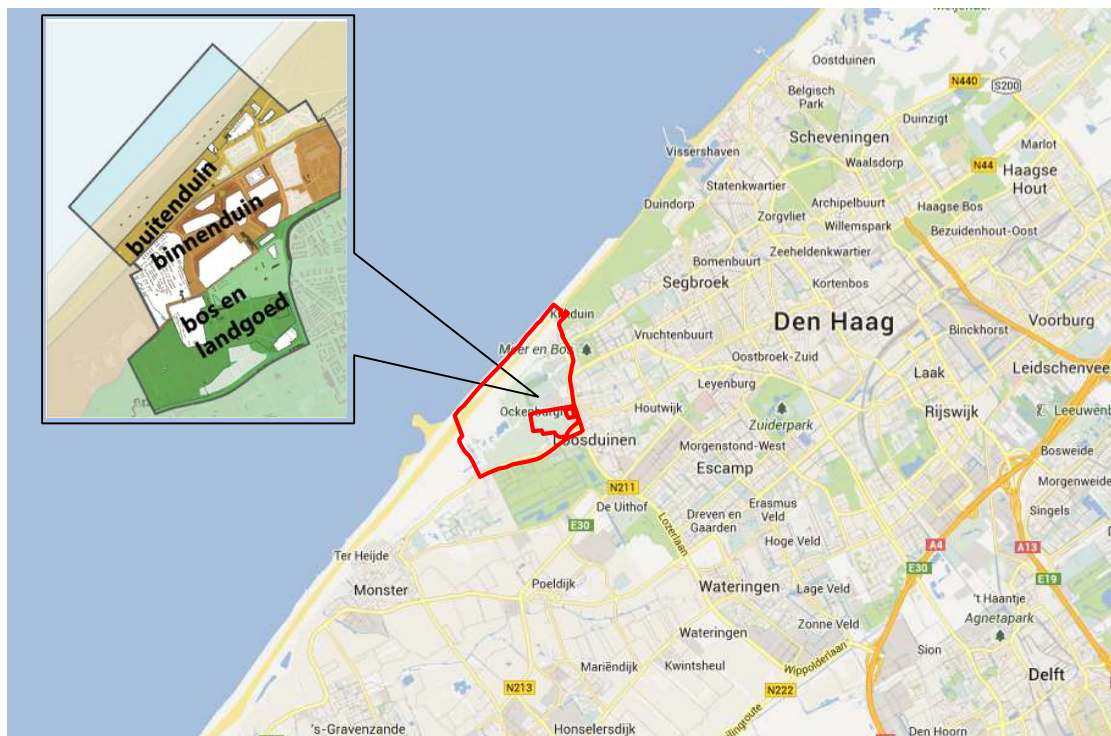 buitenduin
binnenduin
bos en
landgoed
Oostduinen
N440
S200
Belgisch
Park
Duinzigt
Scheveningen
Marlot
Vissershaven
Waalsdorp
N44
Haagse
Hout
Statenkwartier
Archipelbuurt
Haagse Bos
Duindorp
Zorgvliet
Willemspark
Bezuidenhout-Oost
Zeeheldenkwartier
Bomenbuurt
Segbroek
Kortenbos
Den Haag
Binckhorst
Voorburg
Vruchtenbuurt
Meer en Bos
Oostbroek-Zuid
Laak
Leidschenvee
Leyenburg
Ockenburgh
Houtwijk
Zuiderpark
Rijswijk
Leeuwenb
Loosduinen
Morgenstond-West
Bosweide
Escamp
Morgenweide
N211
De Uithof
Erasmus
Veld
Dreven en
Gaarden
Singels
E30
Lozerlaan
Hoge Veld
A4
A13
Ter Heijde
E30
E19
Monster
Poeldijk
Wateringen
Lage Veld
't Haantje
Agnetapark
Zonne Veld
Wateringen
Wippolderlaan
Sion
Mariëndijk
Kwintsheul
Delft
N213
N222
's-Gravenzande
Honselersdijk
Den Hoorn